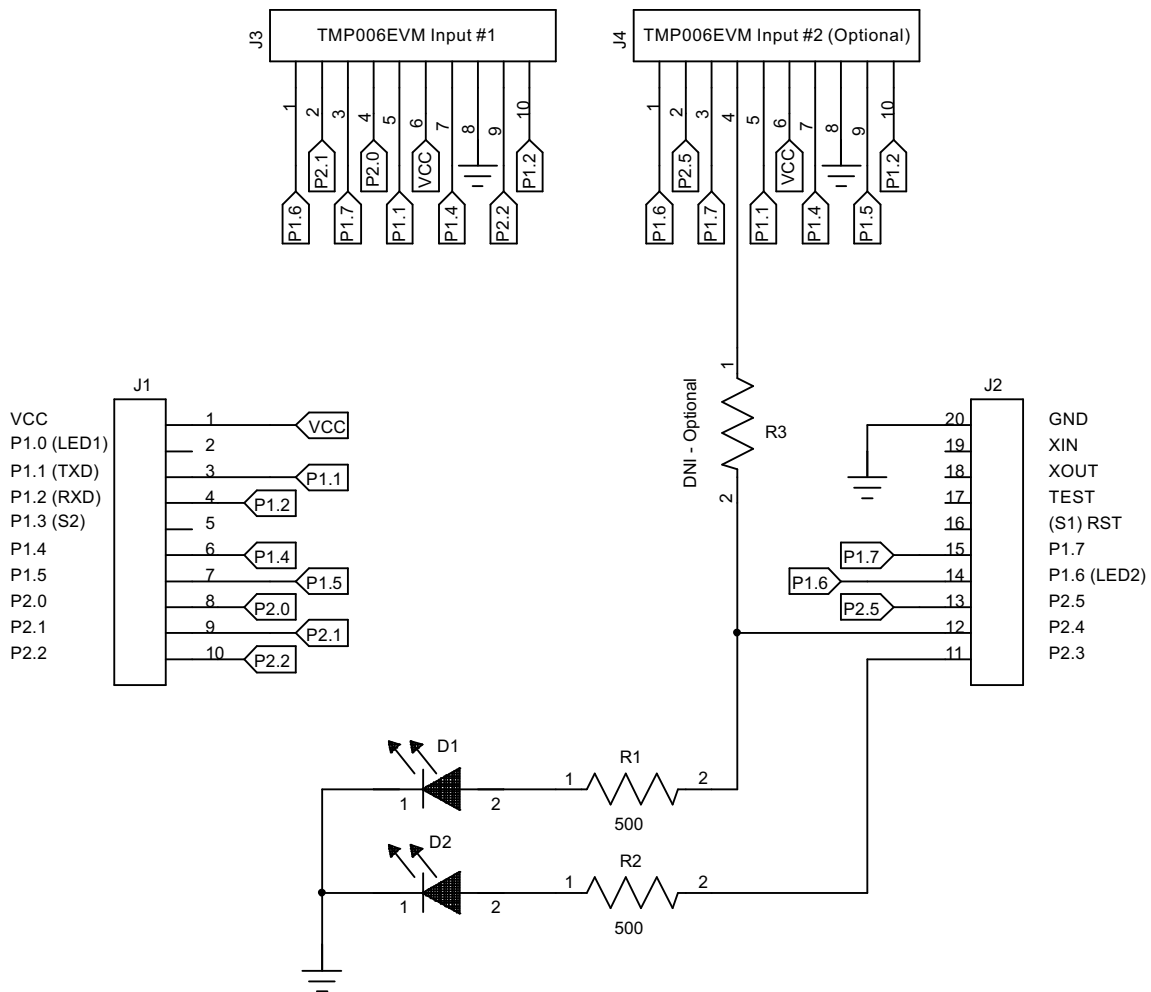 J3
TMP006EVM Input #1
1
2
3
4
5
6
7
8
9
10
P1.6
P2.1
P1.7
P2.0
P1.1
VCC
P1.4
P2.2
P1.2
J4
TMP006EVM Input #2 (Optional)
1
2
3
4
5
6
7
8
9
10
P1.6
P2.5
P1.7
P1.1
VCC
P1.4
P1.5
P1.2
1
DNI - Optional
R3
2
J1
VCC 1 VCC
P1.0 (LED1) 2
P1.1 (TXD) 3 P1.1
P1.2 (RXD) 4 P1.2
P1.3 (S2) 5
P1.4 6 P1.4
P1.5 7 P1.5
P2.0 8 P2.0
P2.1 9 P2.1
P2.2 10 P2.2
J2
20 GND
19 XIN
18 XOUT
17 TEST
16 (S1) RST
P1.7 15 P1.7
P1.6 14 P1.6 (LED2)
P2.5 13 P2.5
12 P2.4
11 P2.3
D1
1 2
R1
1 2
500
D2
1 2
R2
1 2
500